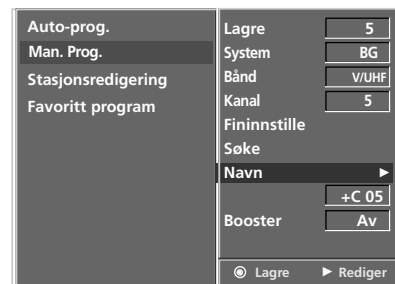 Auto-prog.
Man. Prog.
Stasjonsredigering
Favoritt program
Lagre 5
System BG
Bånd V/UHF
Kanal 5
Fininnstille
Søke
Navn ►
+C 05
Booster Av
◉ Lagre ► Rediger